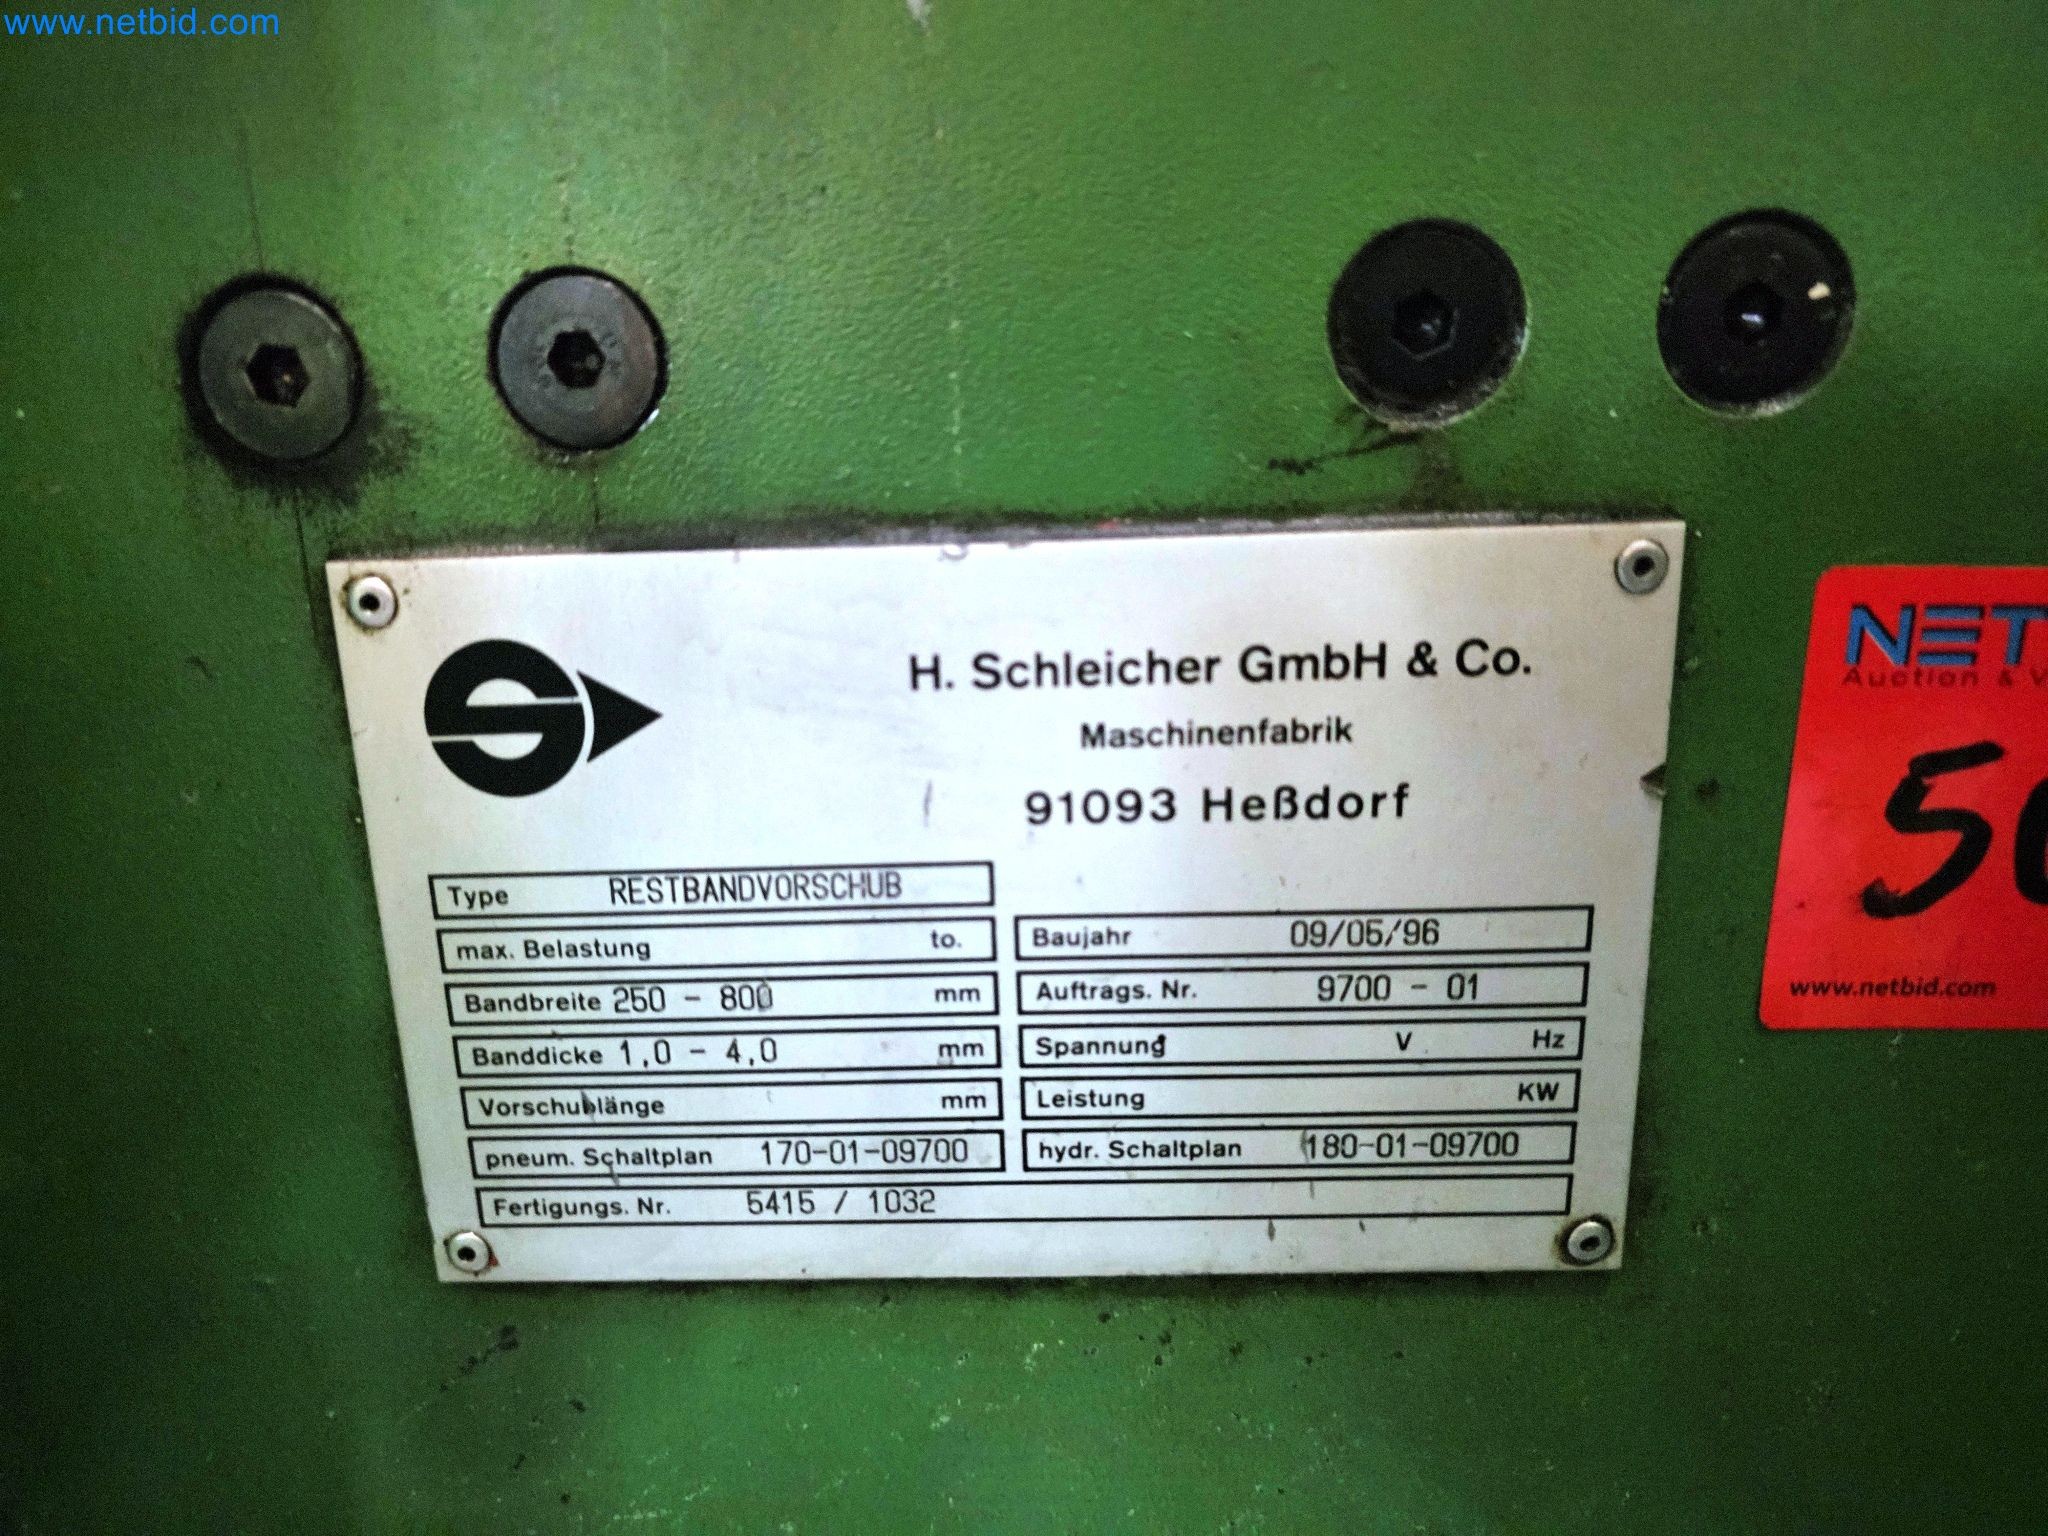 www.netbid.com
H. Schleicher GmbH & Co.
Maschinenfabrik
91093 Heßdorf
Type RESTBANDVORSCHUB
max. Belastung to.
Bandbreite 250 - 800 mm
Banddicke 1,0 - 4,0 mm
Vorschublänge mm
pneum. Schaltplan 170-01-09700
Fertigungs. Nr. 5415 / 1032
Baujahr 09/05/96
Auftrags. Nr. 9700 - 01
Spannung V Hz
Leistung KW
hydr. Schaltplan 180-01-09700
NET
Auction &
www.netbid.com